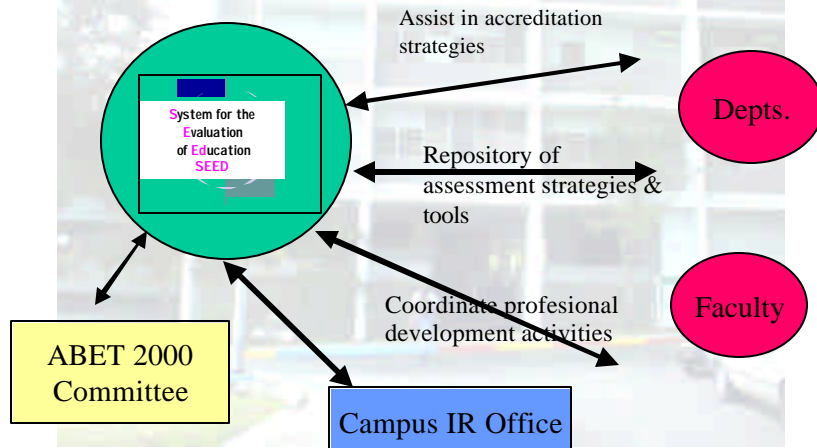 Assist in accreditation
strategies
System for the
Evaluation
of Education
SEED
Depts.
Repository of
assessment strategies &
tools
Coordinate profesional
development activities
Faculty
ABET 2000
Committee
Campus IR Office